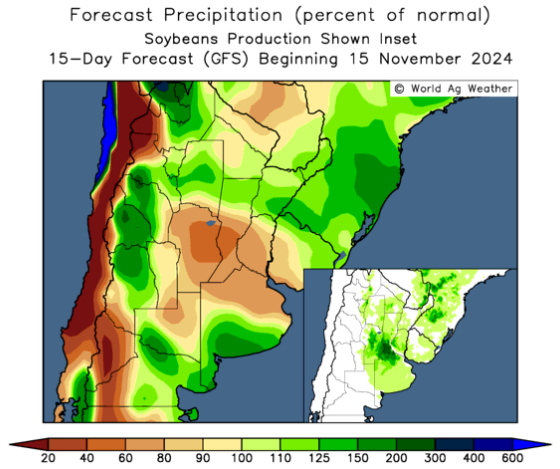 Forecast Precipitation (percent of normal)
Soybeans Production Shown Inset
15-Day Forecast (GFS) Beginning 15 November 2024
© World Ag Weather
20 40 60 80 90 100 110 125 150 200 300 400 600